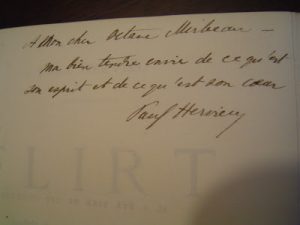 A Mon cher Octave Mirbeau —
ma bien tendre envie de ce qu'est
son esprit et de ce qu'est son cœur
Paul Hervieu
FLIRT